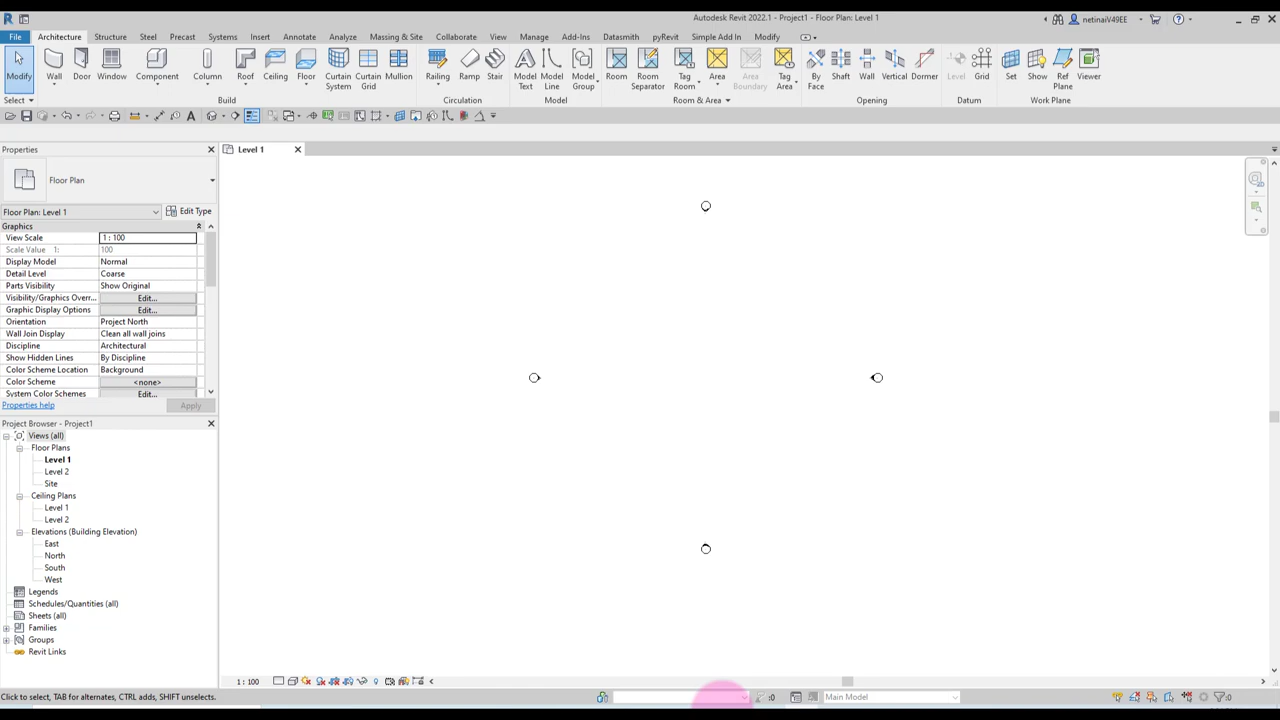 Autodesk Revit 2022.1 - Project1 - Floor Plan: Level 1
netinaiV49EE
File Architecture Structure Steel Precast Systems Insert Annotate Analyze Massing & Site Collaborate View Manage Add-Ins Datasmith pyRevit Simple Add In Modify
Modify Wall Door Window Component Column Roof Ceiling Floor Curtain System Curtain Grid Mullion Railing Ramp Stair Model Text Model Line Model Group Room Room Separator Tag Room Area Area Boundary Tag Area By Face Shaft Wall Vertical Dormer Level Grid Set Show Ref Plane Viewer
Select Build Circulation Model Room & Area Opening Datum Work Plane
Properties
Level 1
Floor Plan
Floor Plan: Level 1 Edit Type
Graphics
View Scale 1 : 100
Scale Value 1: 100
Display Model Normal
Detail Level Coarse
Parts Visibility Show Original
Visibility/Graphics Overr... Edit...
Graphic Display Options Edit...
Orientation Project North
Wall Join Display Clean all wall joins
Discipline Architectural
Show Hidden Lines By Discipline
Color Scheme Location Background
Color Scheme <none>
System Color Schemes Edit...
Properties help Apply
Project Browser - Project1
Views (all)
Floor Plans
Level 1
Level 2
Site
Ceiling Plans
Level 1
Level 2
Elevations (Building Elevation)
East
North
South
West
Legends
Schedules/Quantities (all)
Sheets (all)
Families
Groups
Revit Links
1 : 100
Click to select, TAB for alternates, CTRL adds, SHIFT unselects. :0 Main Model :0